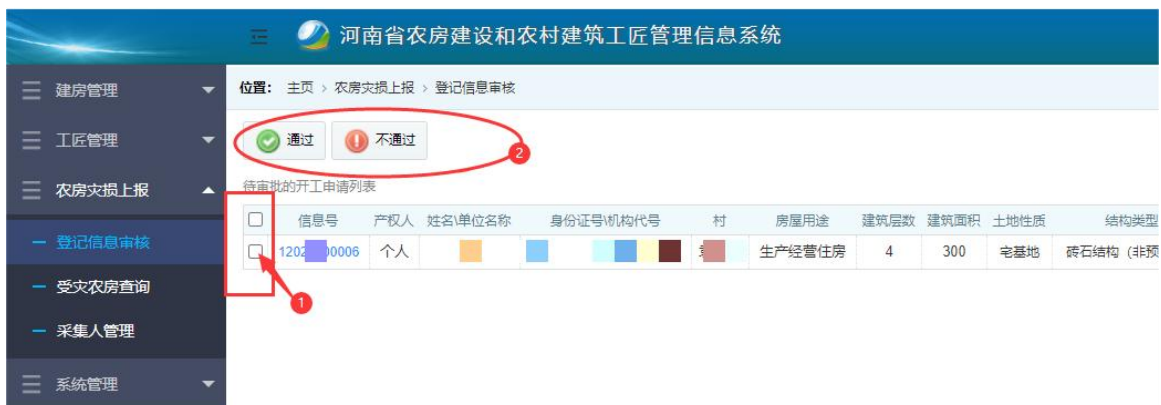 河南省农房建设和农村建筑工匠管理信息系统
建房管理
工匠管理
农房灾损上报
登记信息审核
受灾农房查询
采集人管理
系统管理
位置： 主页 > 农房灾损上报 > 登记信息审核
通过 不通过 2
待审批的开工申请列表
信息号 产权人 姓名\单位名称 身份证号\机构代号 村 房屋用途 建筑层数 建筑面积 土地性质 结构类型
1202 00006 个人 生产经营住房 4 300 宅基地 砖石结构（非预
1